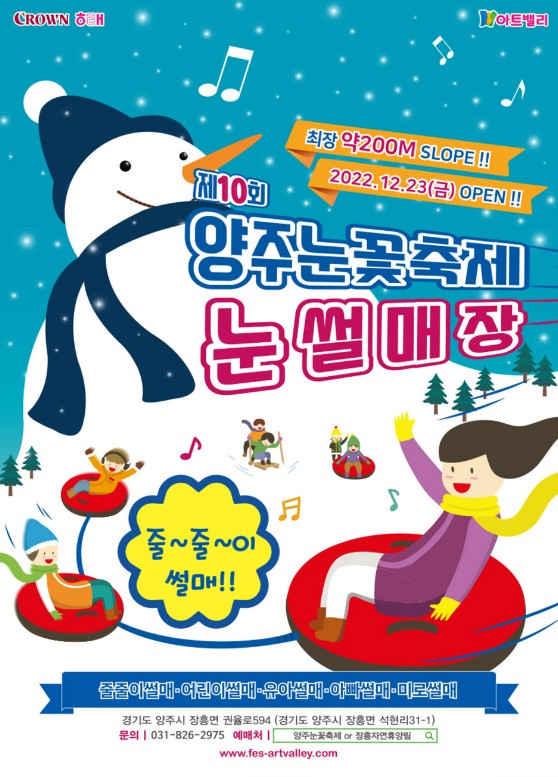 CROWN 해태
아트밸리
최장 약200M SLOPE !!
2022.12.23(금) OPEN !!
제10회
양주눈꽃축제
눈썰매장
줄~줄~이
썰매!!
줄줄이썰매·어린이썰매·유아썰매·아빠썰매·미로썰매
경기도 양주시 장흥면 권율로594 (경기도 양주시 장흥면 석현리31-1)
문의 | 031-826-2975 예매처 | 양주눈꽃축제 or 장흥자연휴양림
www.fes-artvalley.com